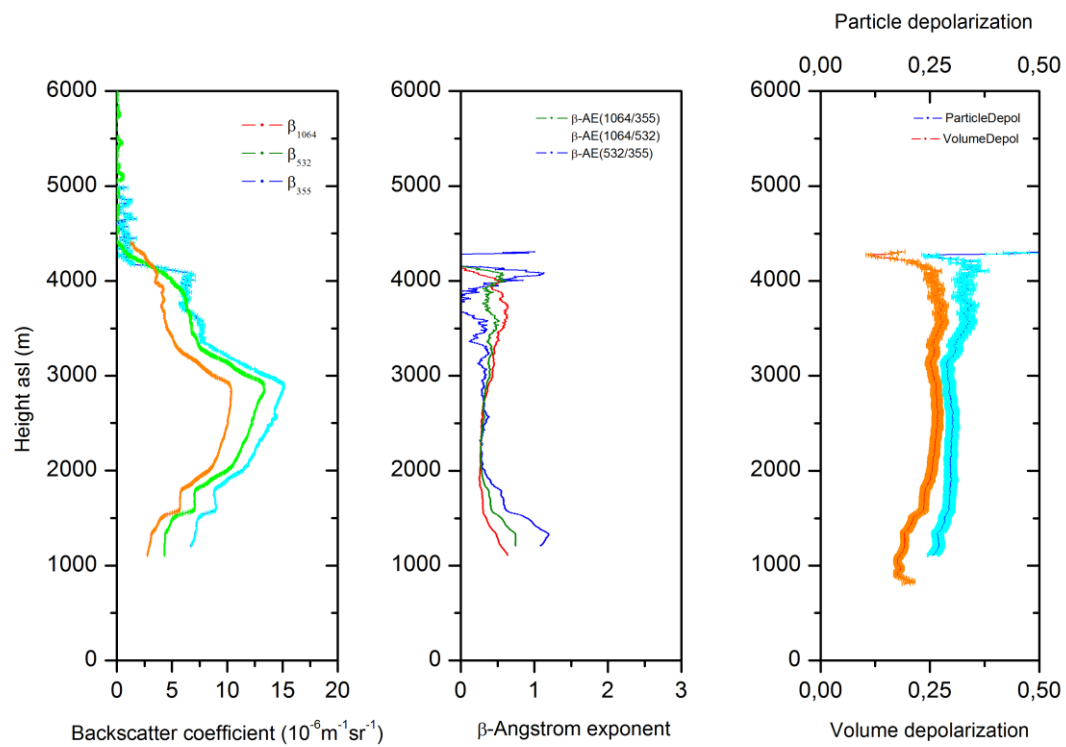 Particle depolarization
0,00 0,25 0,50
6000
5000
4000
3000
2000
1000
0
Height asl (m)
β1064
β532
β355
0 5 10 15 20
Backscatter coefficient (10-6m-1sr-1)
6000
5000
4000
3000
2000
1000
0
β-AE(1064/355)
β-AE(1064/532)
β-AE(532/355)
0 1 2 3
β-Angstrom exponent
6000
5000
4000
3000
2000
1000
0
ParticleDepol
VolumeDepol
0,00 0,25 0,50
Volume depolarization